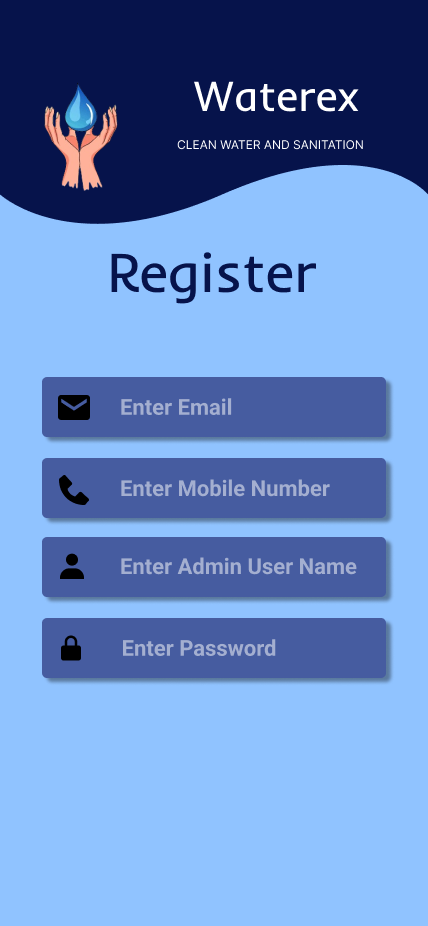 Waterex
CLEAN WATER AND SANITATION
Register
Enter Email
Enter Mobile Number
Enter Admin User Name
Enter Password